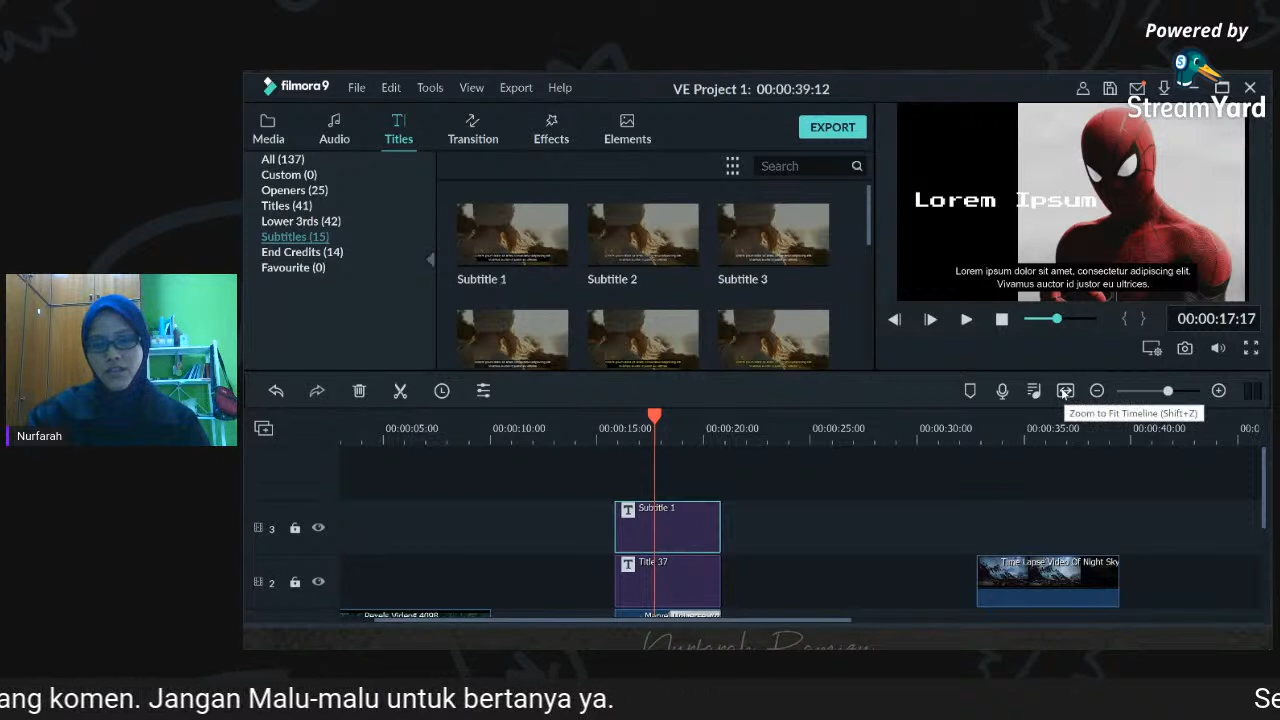 Powered by
StreamYard
filmora9 File Edit Tools View Export Help VE Project 1: 00:00:39:12
Media Audio Titles Transition Effects Elements EXPORT
All (137)
Custom (0)
Openers (25)
Titles (41)
Lower 3rds (42)
Subtitles (15)
End Credits (14)
Favourite (0)
Search
Subtitle 1 Subtitle 2 Subtitle 3
Lorem Ipsum
Lorem ipsum dolor sit amet, consectetur adipiscing elit.
Vivamus auctor id justor eu ultrices.
00:00:17:17
Zoom to Fit Timeline (Shift+Z)
00:00:05:00 00:00:10:00 00:00:15:00 00:00:20:00 00:00:25:00 00:00:30:00 00:00:35:00 00:00:40:00 00:0
3 T Subtitle 1
2 T Title 37 Time Lapse Video Of Night Sky
Nurfarah
ang komen. Jangan Malu-malu untuk bertanya ya. Se